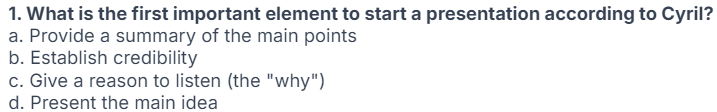 1. What is the first important element to start a presentation according to Cyril?
a. Provide a summary of the main points
b. Establish credibility
c. Give a reason to listen (the "why")
d. Present the main idea